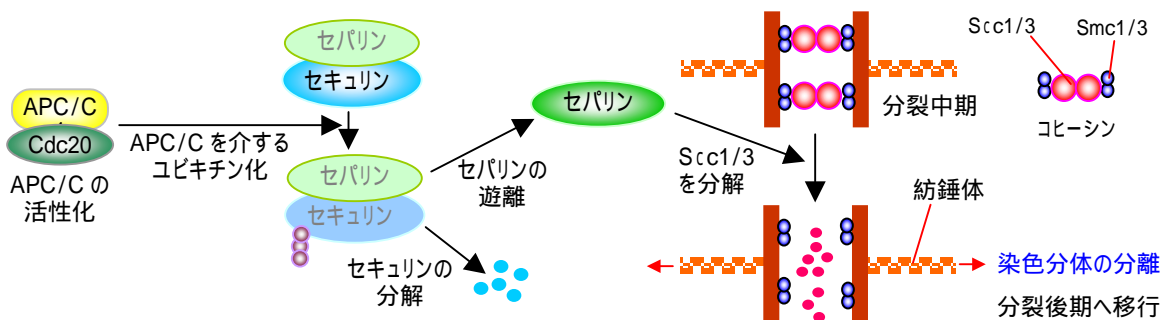 セパリン
セキュリン
APC/C
Cdc20
APC/C の
活性化
APC/C を介する
ユビキチン化
セパリン
セキュリン
セパリンの
遊離
セキュリンの
分解
セパリン
Scc1/3
を分解
分裂中期
Scc1/3
Smc1/3
コヒーシン
紡錘体
染色分体の分離
分裂後期へ移行